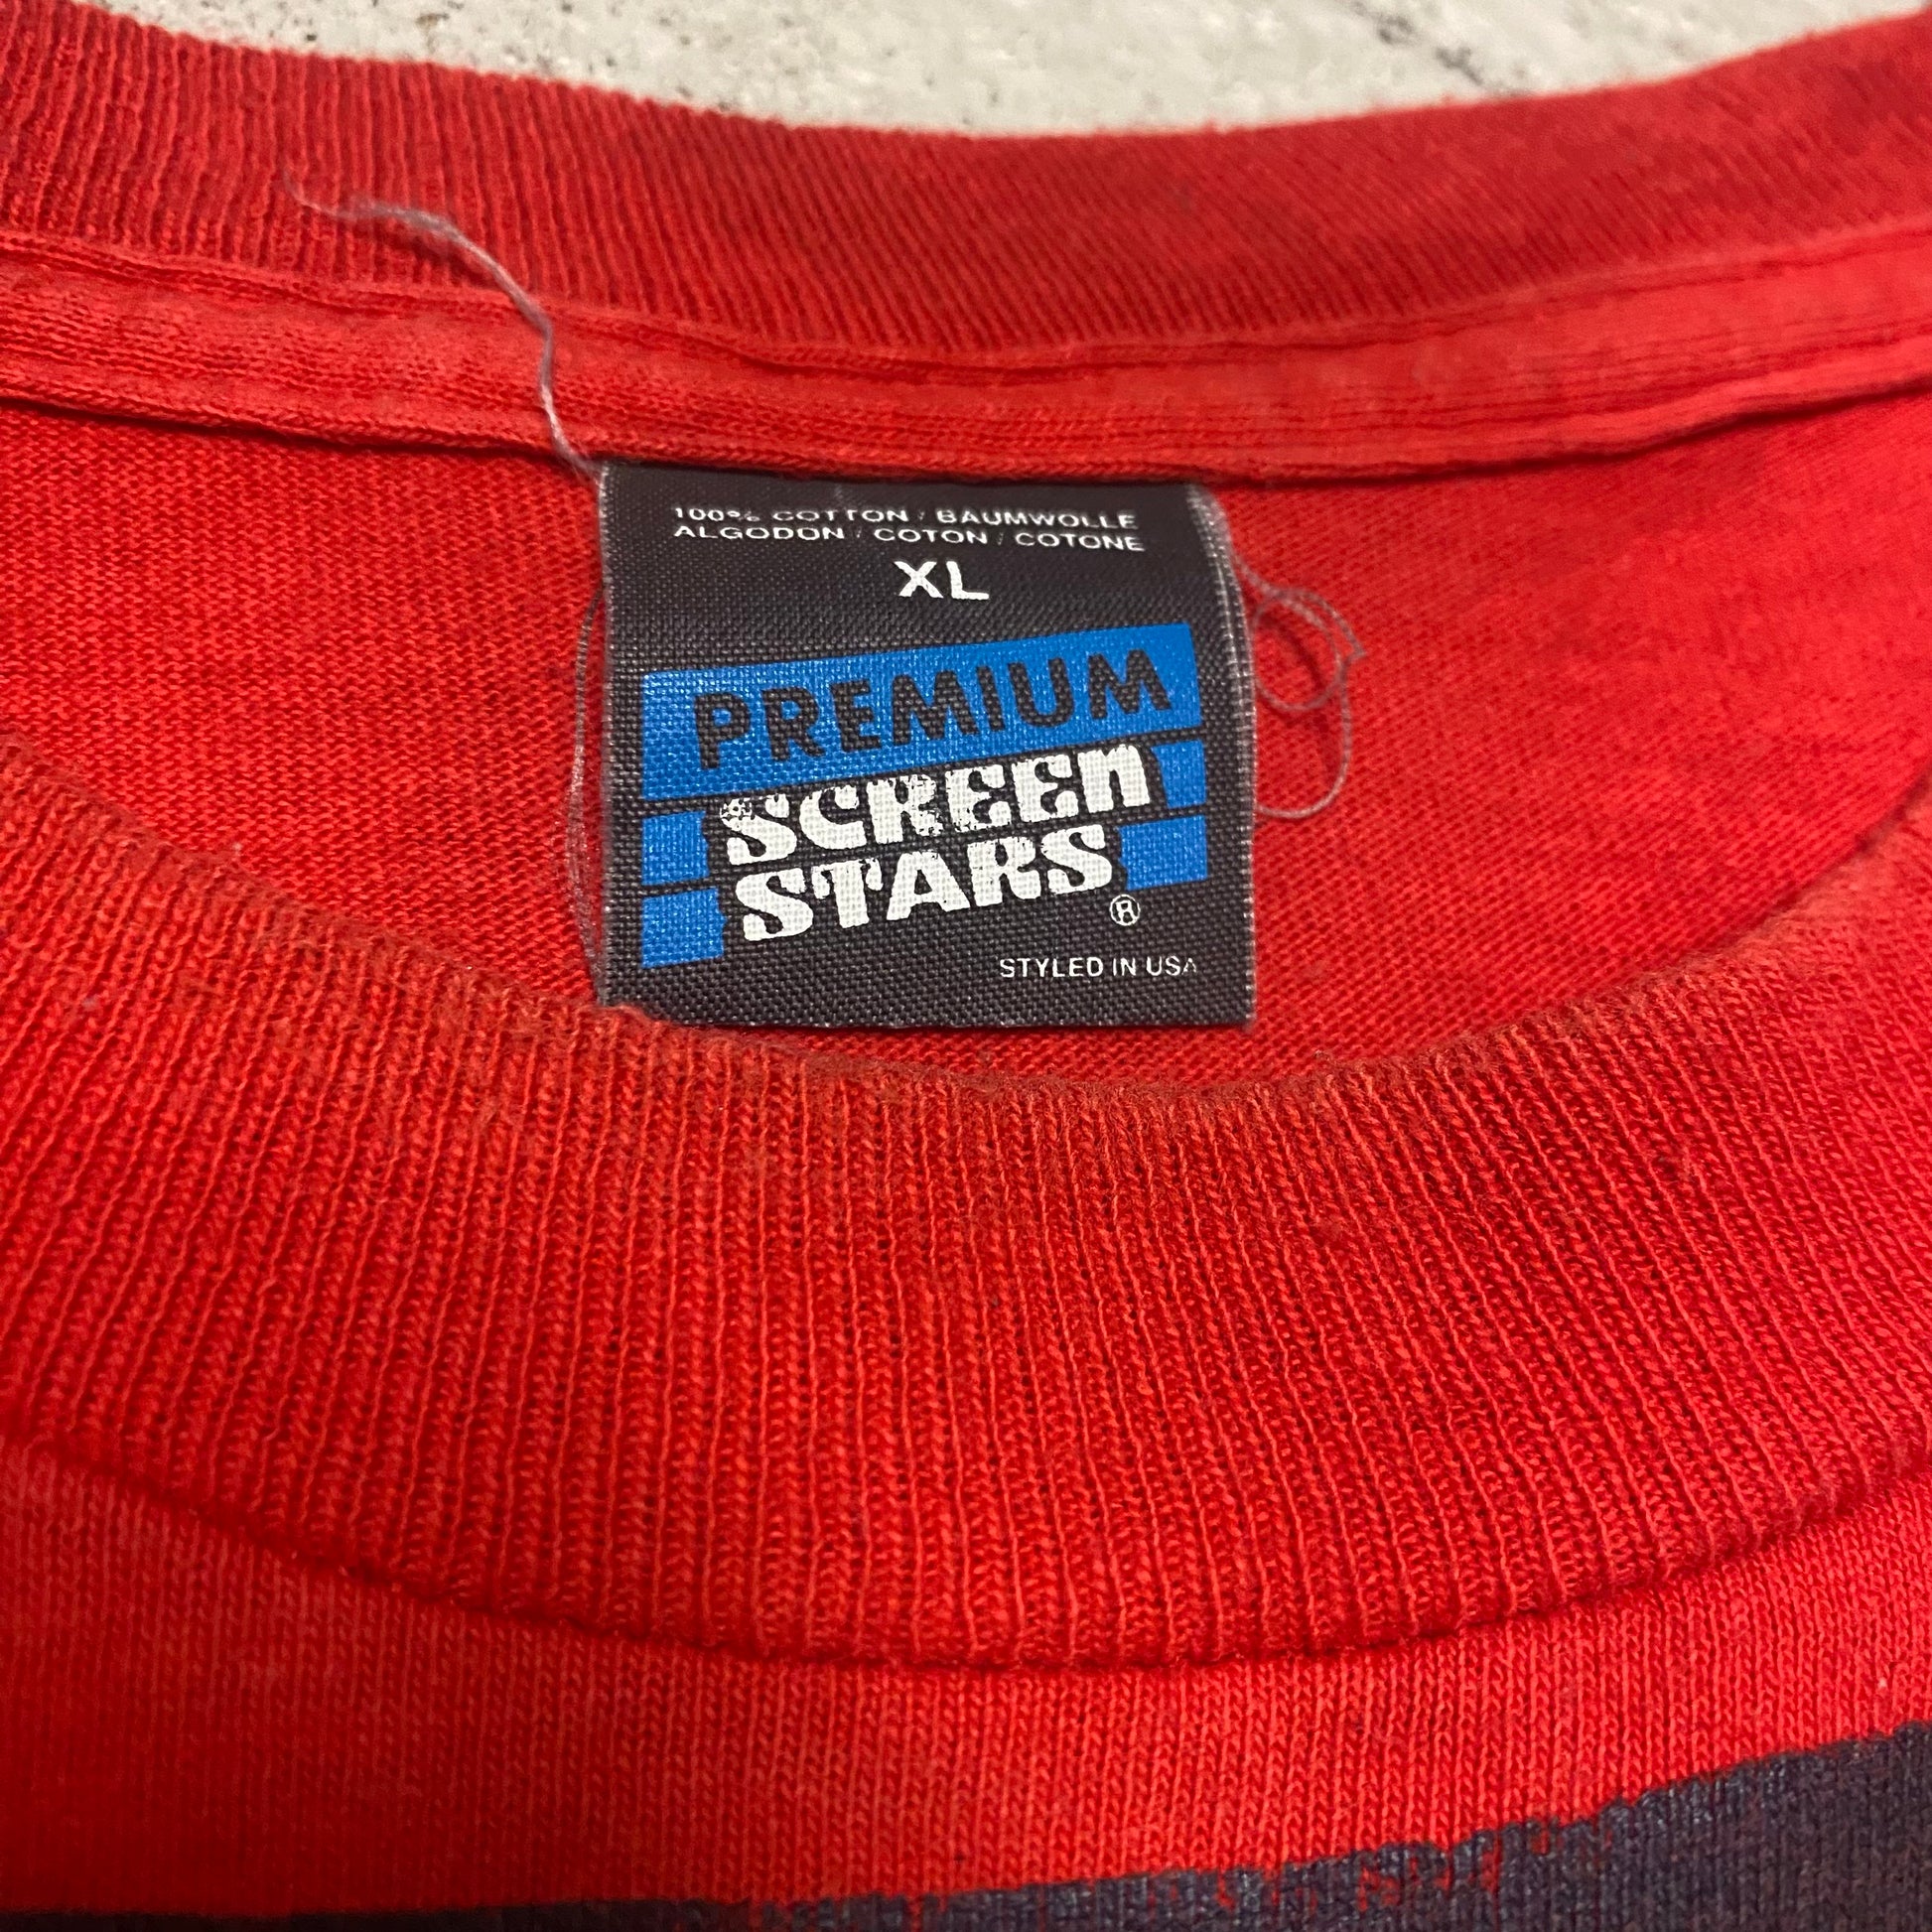 100% COTTON / BAUMWOLLE
ALGODON / COTON / COTONE
XL
PREMIUM
SCREEN
STARS ®
STYLED IN USA